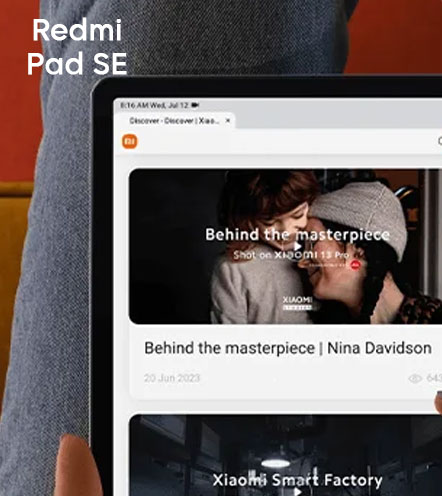 Redmi
Pad SE
8:16 AM Wed, Jul 12
Discover - Discover | Xiao... ×
Behind the masterpiece
Shot on XIAOMI 13 Pro
XIAOMI
STUDIOS
Behind the masterpiece | Nina Davidson
20 Jun 2023
643
Xiaomi Smart Factory